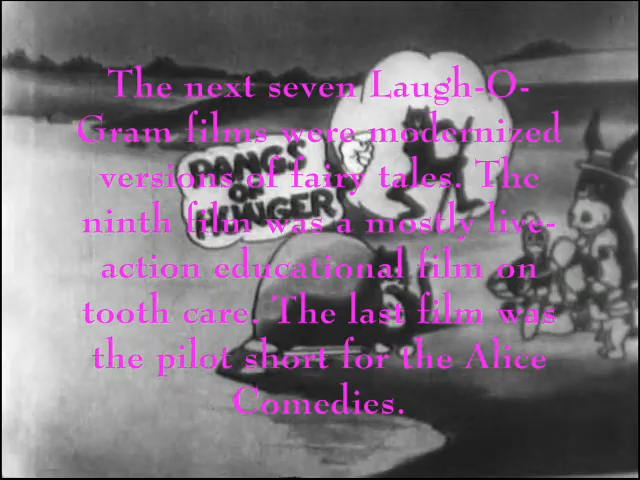 The next seven Laugh-O-
Gram films were modernized
versions of fairy tales. The
ninth film was a mostly live-
action educational film on
tooth care. The last film was
the pilot short for the Alice
Comedies.
PANGS
OF
HUNGER